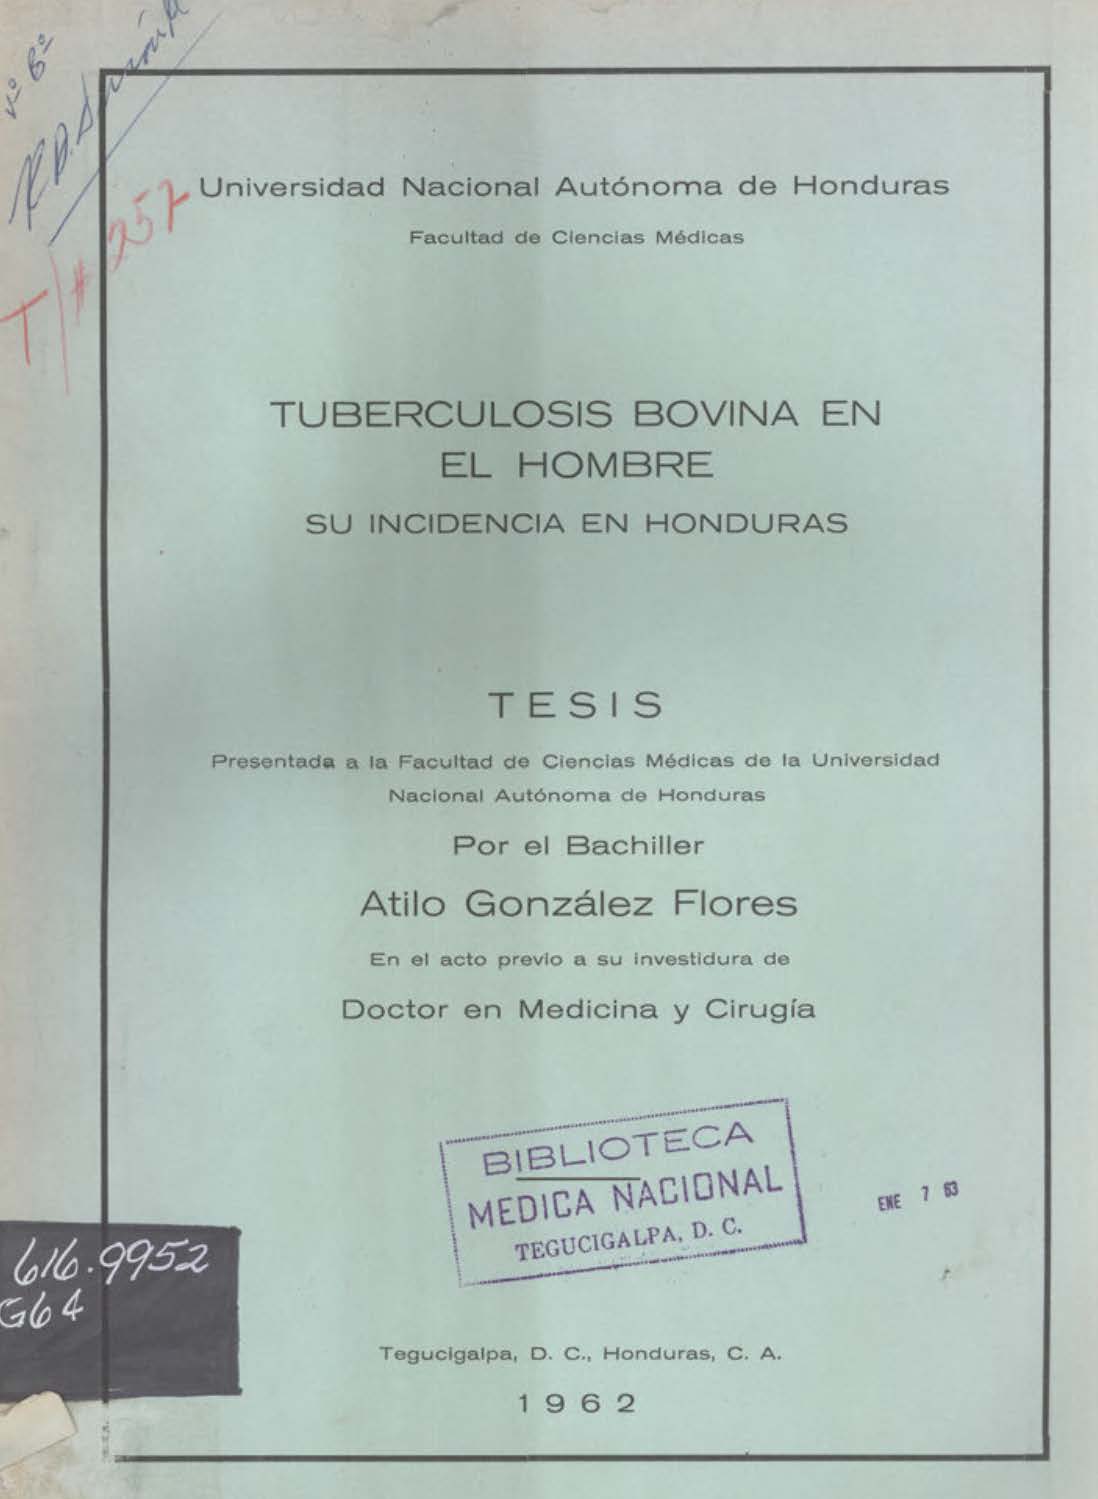 Nº 6º
T/# 257
Universidad Nacional Autónoma de Honduras
Facultad de Ciencias Médicas
TUBERCULOSIS BOVINA EN
EL HOMBRE
SU INCIDENCIA EN HONDURAS
TESIS
Presentada a la Facultad de Ciencias Médicas de la Universidad
Nacional Autónoma de Honduras
Por el Bachiller
Atilo González Flores
En el acto previo a su investidura de
Doctor en Medicina y Cirugía
BIBLIOTECA
MEDICA NACIONAL
TEGUCIGALPA, D. C.
ENE 7 63
616.9952
G64
Tegucigalpa, D. C., Honduras, C. A.
1962